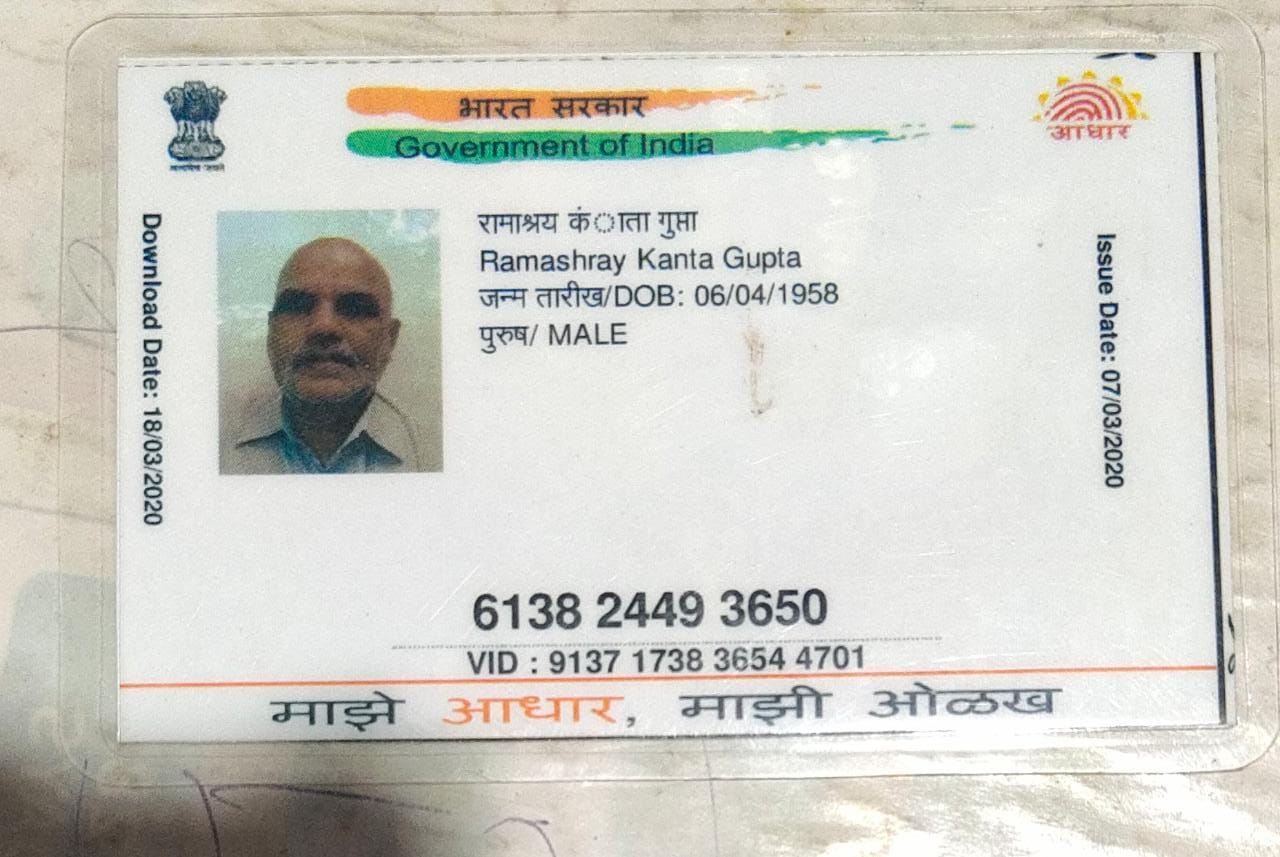 भारत सरकार
Government of India
आधार
Download Date: 18/03/2020
रामाश्रय कंाता गुप्ता
Ramashray Kanta Gupta
जन्म तारीख/DOB: 06/04/1958
पुरुष/ MALE
Issue Date: 07/03/2020
6138 2449 3650
VID : 9137 1738 3654 4701
माझे आधार, माझी ओळख